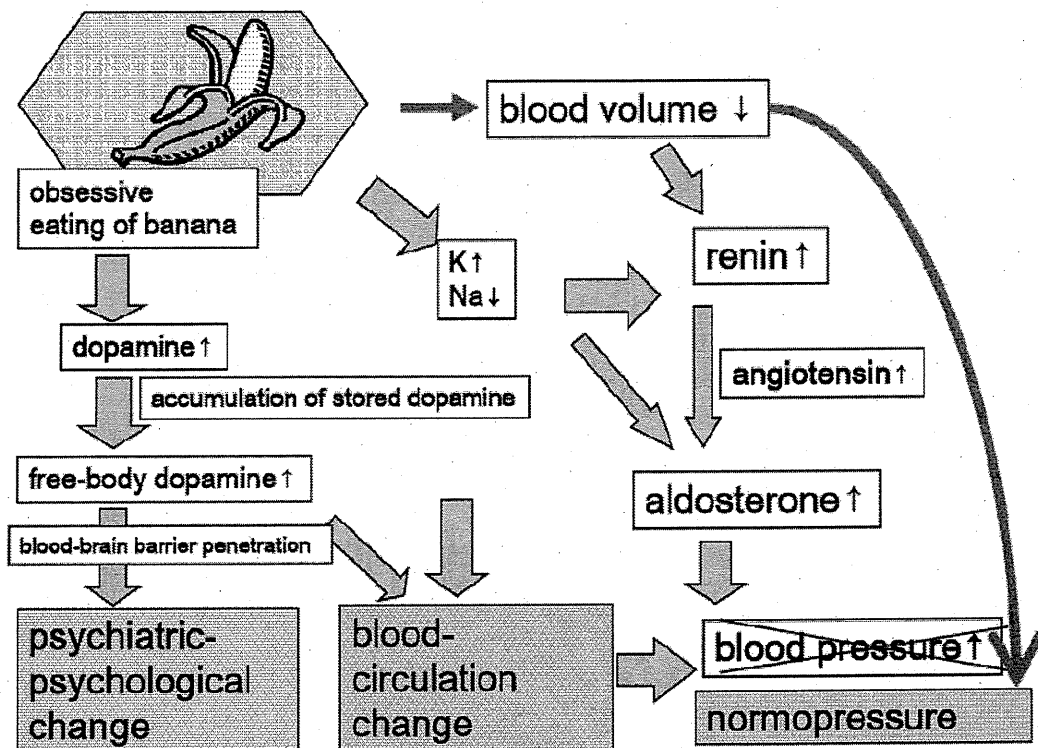 obsessive
eating of banana
blood volume ↓
K↑
Na↓
renin↑
dopamine↑
accumulation of stored dopamine
angiotensin↑
free-body dopamine↑
aldosterone↑
blood-brain barrier penetration
psychiatric-
psychological
change
blood-
circulation
change
blood pressure↑
normopressure